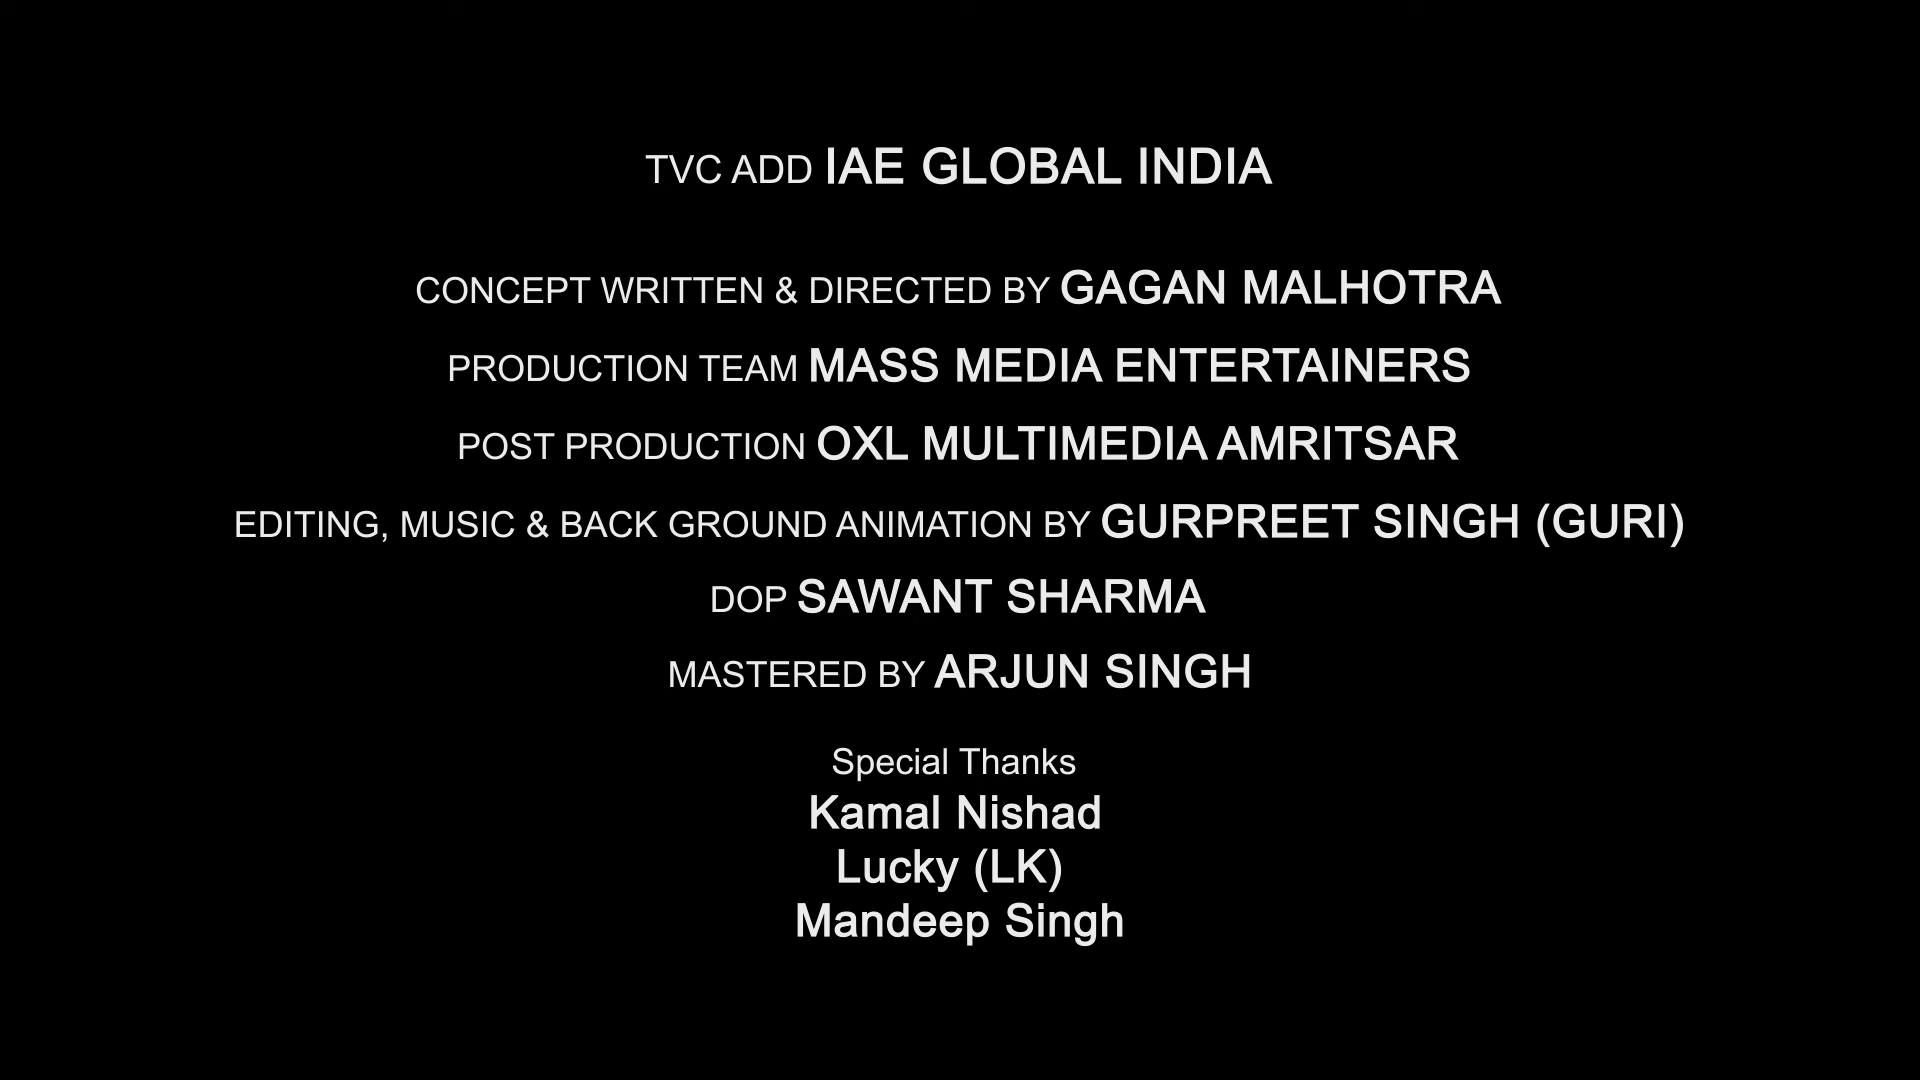 TVC ADD IAE GLOBAL INDIA
CONCEPT WRITTEN & DIRECTED BY GAGAN MALHOTRA
PRODUCTION TEAM MASS MEDIA ENTERTAINERS
POST PRODUCTION OXL MULTIMEDIA AMRITSAR
EDITING, MUSIC & BACK GROUND ANIMATION BY GURPREET SINGH (GURI)
DOP SAWANT SHARMA
MASTERED BY ARJUN SINGH
Special Thanks
Kamal Nishad
Lucky (LK)
Mandeep Singh